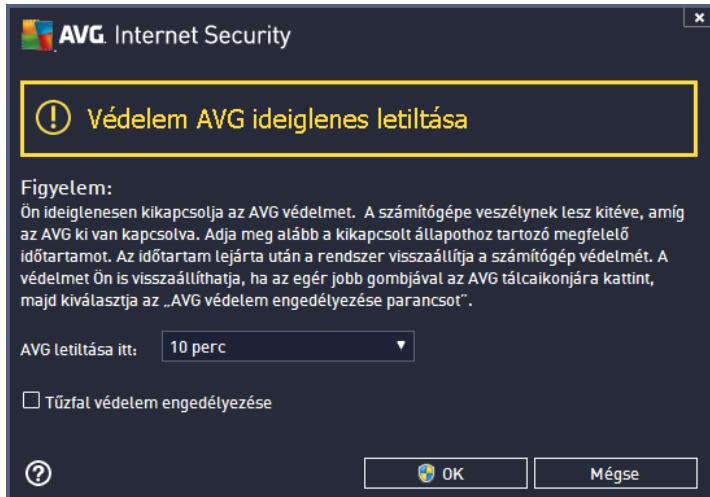 AVG. Internet Security
Védelem AVG ideiglenes letiltása
Figyelem:
Ön ideiglenesen kikapcsolja az AVG védelmet. A számítógépe veszélynek lesz kitéve, amíg
az AVG ki van kapcsolva. Adja meg alább a kikapcsolt állapothoz tartozó megfelelő
időtartamot. Az időtartam lejárta után a rendszer visszaállítja a számítógép védelmét. A
védelmet Ön is visszaállíthatja, ha az egér jobb gombjával az AVG tálcaikonjára kattint,
majd kiválasztja az „AVG védelem engedélyezése parancsot”.
AVG letiltása itt: 10 perc
Tűzfal védelem engedélyezése
OK Mégse